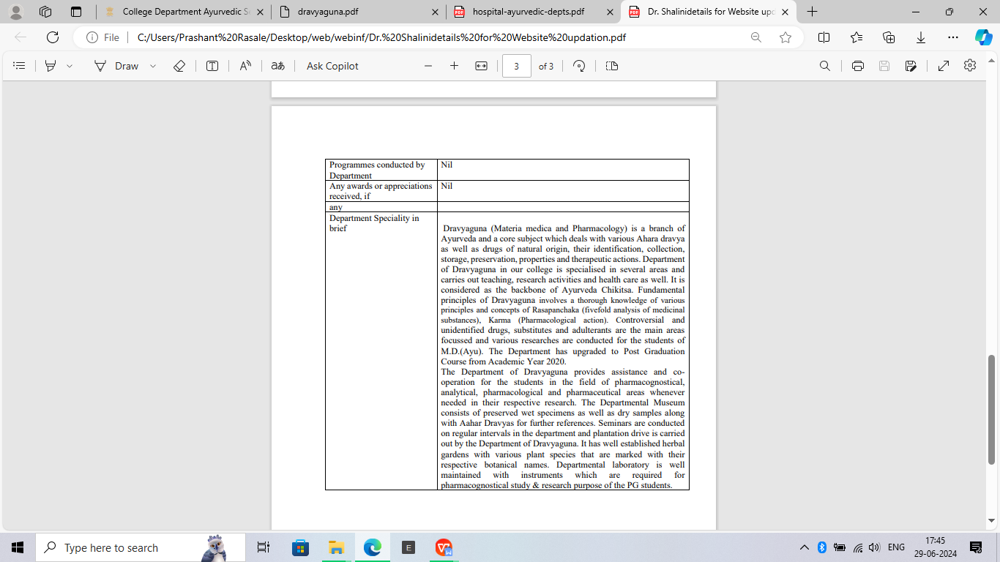 College Department Ayurvedic S
dravyaguna.pdf
hospital-ayurvedic-depts.pdf
Dr. Shalinidetails for Website upd
File
C:/Users/Prashant%20Rasale/Desktop/web/webinf/Dr.%20Shalinidetails%20for%20Website%20updation.pdf
Draw
Ask Copilot
3 of 3
Programmes conducted by Nil
Department
Any awards or appreciations Nil
received, if
any
Department Speciality in
brief
Dravyaguna (Materia medica and Pharmacology) is a branch of
Ayurveda and a core subject which deals with various Ahara dravya
as well as drugs of natural origin, their identification, collection,
storage, preservation, properties and therapeutic actions. Department
of Dravyaguna in our college is specialised in several areas and
carries out teaching, research activities and health care as well. It is
considered as the backbone of Ayurveda Chikitsa. Fundamental
principles of Dravyaguna involves a thorough knowledge of various
principles and concepts of Rasapanchaka (fivefold analysis of medicinal
substances), Karma (Pharmacological action). Controversial and
unidentified drugs, substitutes and adulterants are the main areas
focussed and various researches are conducted for the students of
M.D.(Ayu). The Department has upgraded to Post Graduation
Course from Academic Year 2020.
The Department of Dravyaguna provides assistance and co-
operation for the students in the field of pharmacognostical,
analytical, pharmacological and pharmaceutical areas whenever
needed in their respective research. The Departmental Museum
consists of preserved wet specimens as well as dry samples along
with Aahar Dravyas for further references. Seminars are conducted
on regular intervals in the department and plantation drive is carried
out by the Department of Dravyaguna. It has well established herbal
gardens with various plant species that are marked with their
respective botanical names. Departmental laboratory is well
maintained with instruments which are required for
pharmacognostical study & research purpose of the PG students.
Type here to search
ENG
17:45
29-06-2024